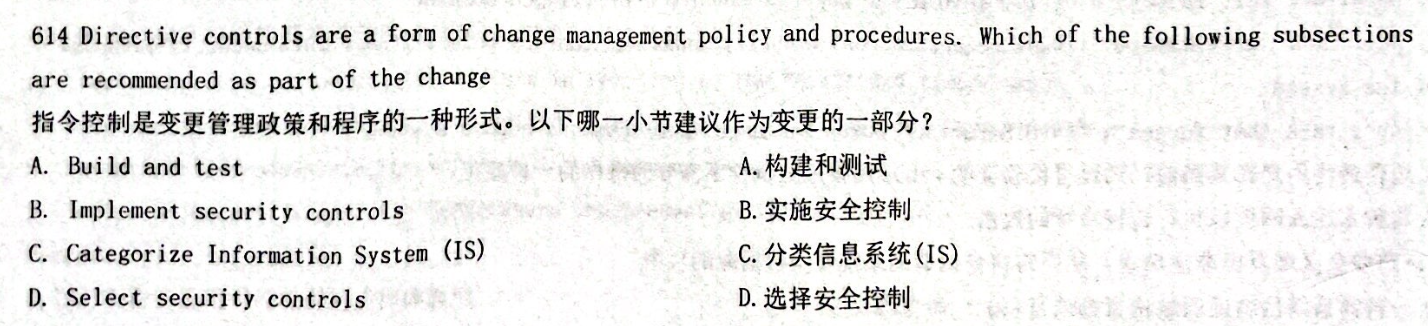 614 Directive controls are a form of change management policy and procedures. Which of the following subsections
are recommended as part of the change
指令控制是变更管理政策和程序的一种形式。以下哪一小节建议作为变更的一部分?
A. Build and test A.构建和测试
B. Implement security controls B.实施安全控制
C. Categorize Information System (IS) C.分类信息系统(IS)
D. Select security controls D.选择安全控制